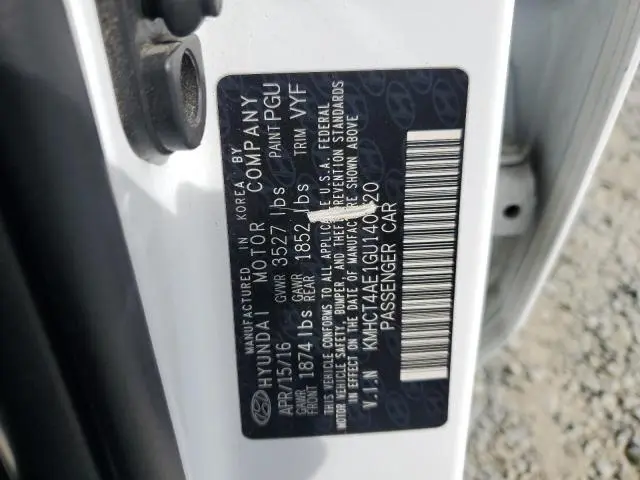 MANUFACTURED IN KOREA BY
HYUNDAI MOTOR COMPANY
APR/15/16 GVWR 3527 lbs PAINT PGU
GAWR FRONT 1874 lbs GAWR REAR 1852 lbs TRIM VYF
THIS VEHICLE CONFORMS TO ALL APPLICABLE U.S.A. FEDERAL
MOTOR VEHICLE SAFETY, BUMPER, AND THEFT PREVENTION STANDARDS
IN EFFECT ON THE DATE OF MANUFACTURE SHOWN ABOVE
V.I.N KMHCT4AE1GU140
PASSENGER CAR